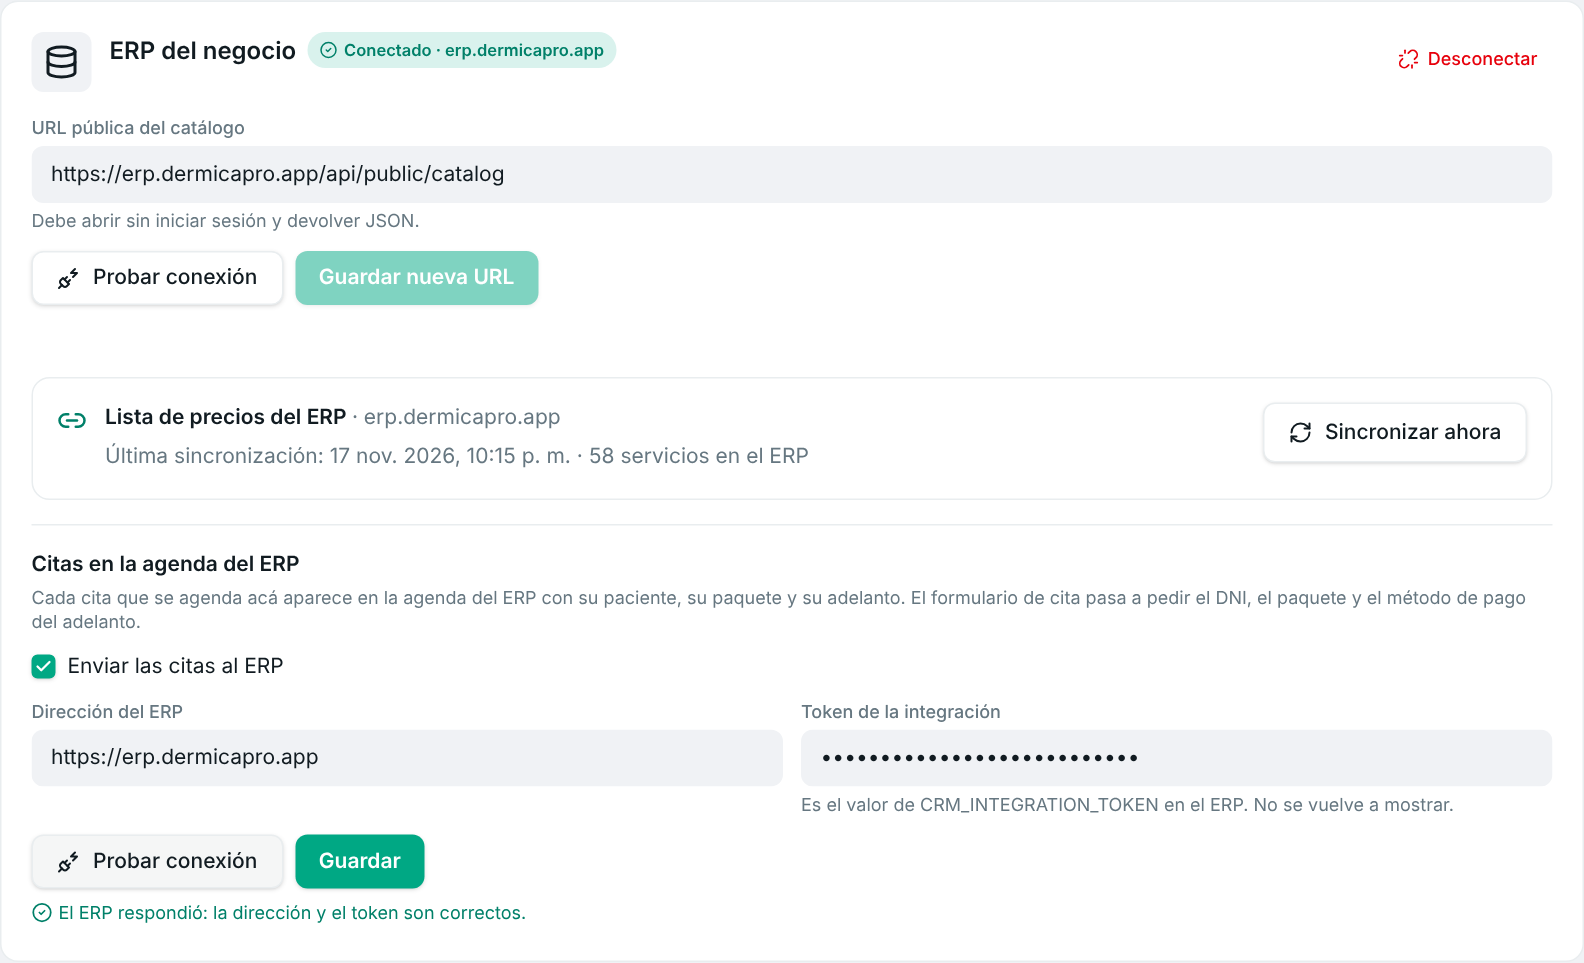 ERP del negocio
Conectado · erp.dermicapro.app
Desconectar
URL pública del catálogo
https://erp.dermicapro.app/api/public/catalog
Debe abrir sin iniciar sesión y devolver JSON.
Probar conexión
Guardar nueva URL
Lista de precios del ERP · erp.dermicapro.app
Última sincronización: 17 nov. 2026, 10:15 p. m. · 58 servicios en el ERP
Sincronizar ahora
Citas en la agenda del ERP
Cada cita que se agenda acá aparece en la agenda del ERP con su paciente, su paquete y su adelanto. El formulario de cita pasa a pedir el DNI, el paquete y el método de pago
del adelanto.
Enviar las citas al ERP
Dirección del ERP
https://erp.dermicapro.app
Token de la integración
•••••••••••••••••••••••••••
Es el valor de CRM_INTEGRATION_TOKEN en el ERP. No se vuelve a mostrar.
Probar conexión
Guardar
El ERP respondió: la dirección y el token son correctos.